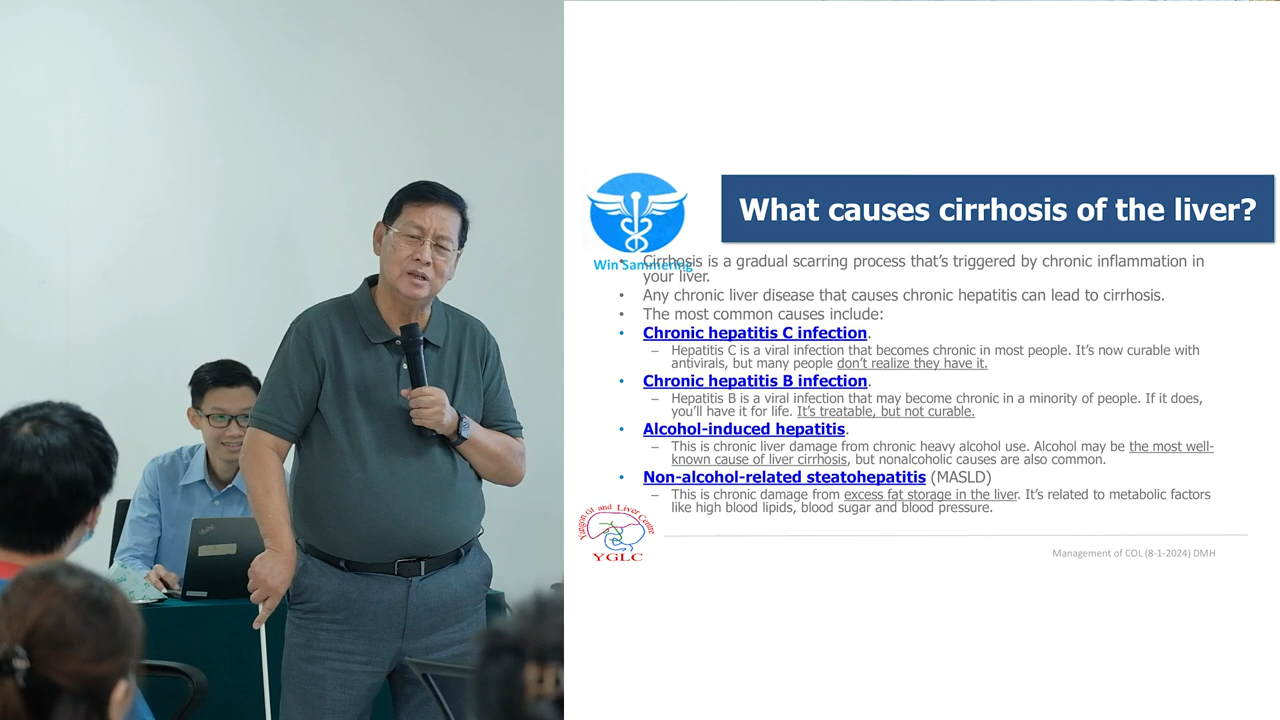 What causes cirrhosis of the liver?
Win Sammering
• Cirrhosis is a gradual scarring process that’s triggered by chronic inflammation in
your liver.
• Any chronic liver disease that causes chronic hepatitis can lead to cirrhosis.
• The most common causes include:
• Chronic hepatitis C infection.
– Hepatitis C is a viral infection that becomes chronic in most people. It’s now curable with
antivirals, but many people don’t realize they have it.
• Chronic hepatitis B infection.
– Hepatitis B is a viral infection that may become chronic in a minority of people. If it does,
you’ll have it for life. It’s treatable, but not curable.
• Alcohol-induced hepatitis.
– This is chronic liver damage from chronic heavy alcohol use. Alcohol may be the most well-
known cause of liver cirrhosis, but nonalcoholic causes are also common.
• Non-alcohol-related steatohepatitis (MASLD)
– This is chronic damage from excess fat storage in the liver. It’s related to metabolic factors
like high blood lipids, blood sugar and blood pressure.
Yangon GI and Liver Centre
YGLC
Management of COL (8-1-2024) DMH